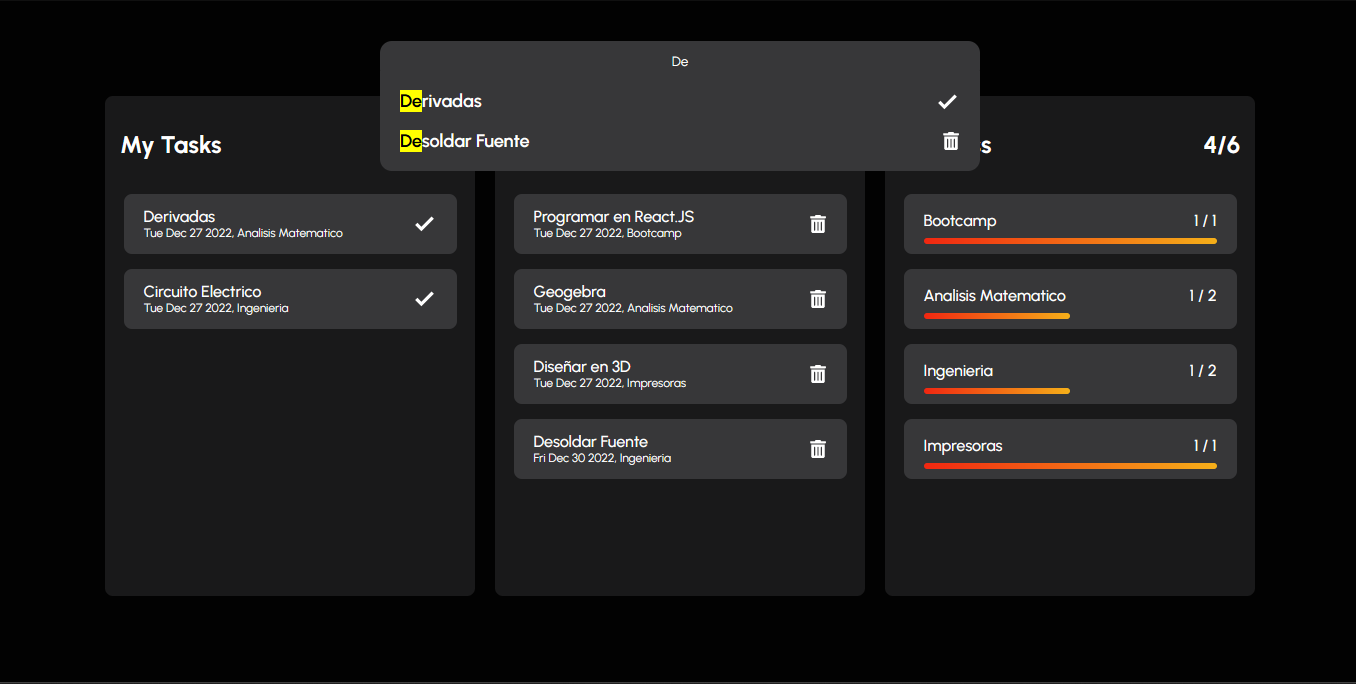 De
Derivadas
Desoldar Fuente
My Tasks
Derivadas
Tue Dec 27 2022, Analisis Matematico
Circuito Electrico
Tue Dec 27 2022, Ingenieria
Programar en React.JS
Tue Dec 27 2022, Bootcamp
Geogebra
Tue Dec 27 2022, Analisis Matematico
Diseñar en 3D
Tue Dec 27 2022, Impresoras
Desoldar Fuente
Fri Dec 30 2022, Ingenieria
4/6
Bootcamp 1 / 1
Analisis Matematico 1 / 2
Ingenieria 1 / 2
Impresoras 1 / 1